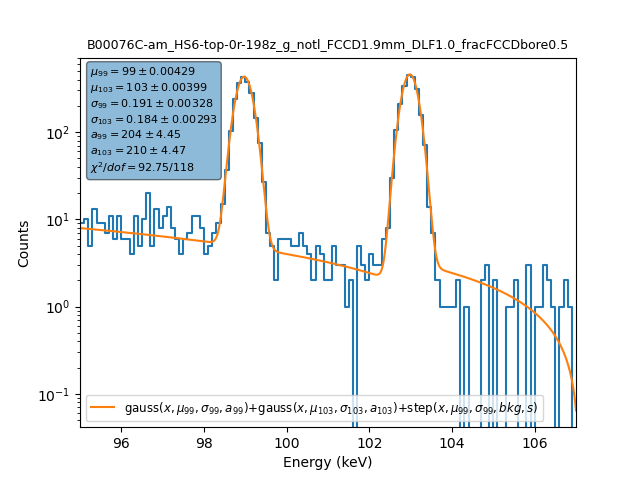 B00076C-am_HS6-top-0r-198z_g_notl_FCCD1.9mm_DLF1.0_fracFCCDbore0.5
μ₉₉ = 99 ± 0.00429
μ₁₀₃ = 103 ± 0.00399
σ₉₉ = 0.191 ± 0.00328
σ₁₀₃ = 0.184 ± 0.00293
a₉₉ = 204 ± 4.45
a₁₀₃ = 210 ± 4.47
χ²/dof = 92.75/118
10²
10¹
10⁰
10⁻¹
Counts
gauss(x, μ₉₉, σ₉₉, a₉₉)+gauss(x, μ₁₀₃, σ₁₀₃, a₁₀₃)+step(x, μ₉₉, σ₉₉, bkg, s)
96 98 100 102 104 106
Energy (keV)